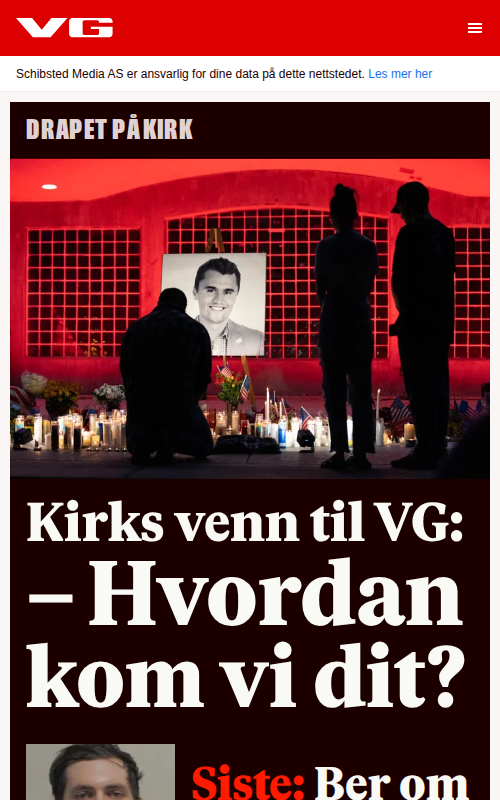 VG
Schibsted Media AS er ansvarlig for dine data på dette nettstedet. Les mer her
DRAPET PÅ KIRK
Kirks venn til VG:
– Hvordan
kom vi dit?
Siste: Ber om